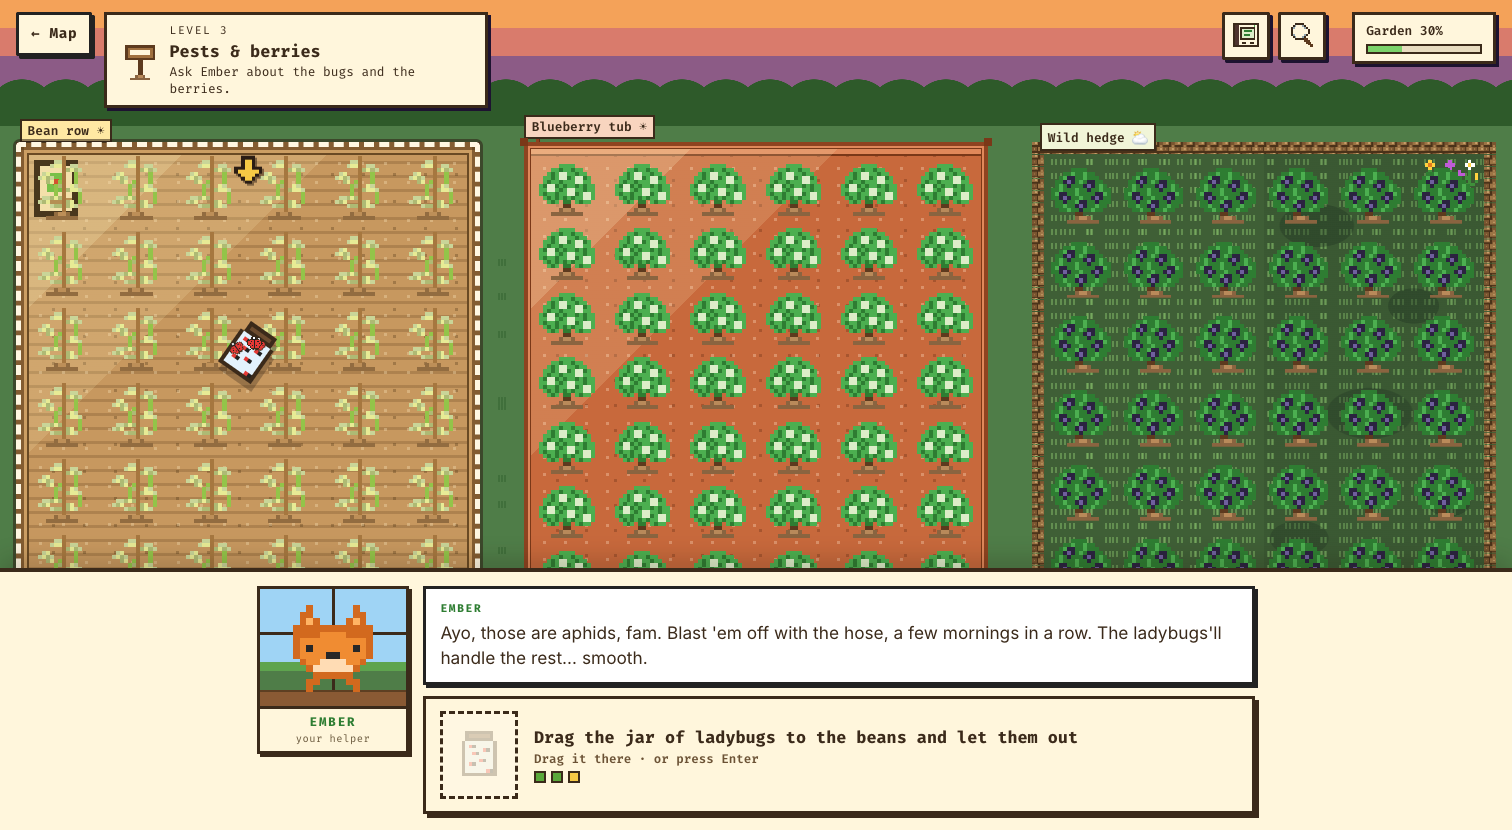 ← Map
LEVEL 3
Pests & berries
Ask Ember about the bugs and the
berries.
Garden 30%
Bean row ☀
Blueberry tub ☀
Wild hedge ⛅
EMBER
your helper
EMBER
Ayo, those are aphids, fam. Blast 'em off with the hose, a few mornings in a row. The ladybugs'll
handle the rest... smooth.
Drag the jar of ladybugs to the beans and let them out
Drag it there · or press Enter